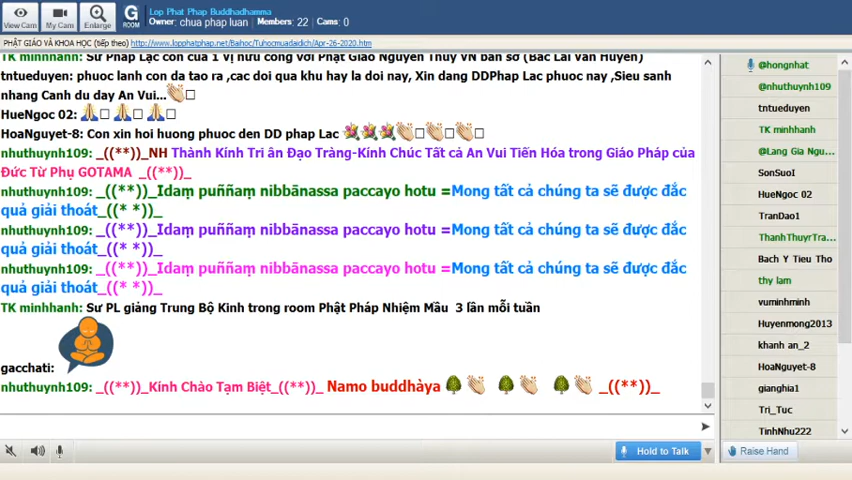 Lop Phat Phap Buddhadhamma
Owner: chua phap luan Members: 22 Cams: 0
View Cam
My Cam
Enlarge
G
ROOM
PHẬT GIÁO VÀ KHOA HỌC (tiếp theo) http://www.lopphatphap.net/Baihoc/Tuhocmuadaidich/Apr-26-2020.htm
TK minhhanh: Sư Pháp Lạc con của 1 vị hữu công với Phật Giáo Nguyên Thủy VN ban sơ (Bác Lại Văn Huyền)
tntueduyen: phuoc lanh con da tao ra ,cac doi qua khu hay la doi nay, Xin dang DDPhap Lac phuoc nay ,Sieu sanh
nhang Canh du day An Vui...
HueNgoc 02:
HoaNguyet-8: Con xin hoi huong phuoc den DD phap Lac
nhuthuynh109: _((**))_NH Thành Kính Tri ân Đạo Tràng-Kính Chúc Tất cả An Vui Tiến Hóa trong Giáo Pháp của
Đức Từ Phụ GOTAMA _((**))_
nhuthuynh109: _((**))_Idaṃ puññaṃ nibbānassa paccayo hotu =Mong tất cả chúng ta sẽ được đắc
quả giải thoát_((* *))_
nhuthuynh109: _((**))_Idaṃ puññaṃ nibbānassa paccayo hotu =Mong tất cả chúng ta sẽ được đắc
quả giải thoát_((* *))_
nhuthuynh109: _((**))_Idaṃ puññaṃ nibbānassa paccayo hotu =Mong tất cả chúng ta sẽ được đắc
quả giải thoát_((* *))_
TK minhhanh: Sư PL giảng Trung Bộ Kinh trong room Phật Pháp Nhiệm Mầu 3 lần mỗi tuần
gacchati:
nhuthuynh109: _((**))_Kính Chào Tạm Biệt_((**))_ Namo buddhàya _((**))_
Hold to Talk
@hongnhat
@nhuthuynh109
tntueduyen
TK minhhanh
@Lang Gia Ngu...
SonSuoI
HueNgoc 02
TranDao1
ThanhThuyrTra...
Bach Y Tieu Tho
thy lam
vuminhminh
Huyenmong2013
khanh an_2
HoaNguyet-8
gianghia1
Tri_Tuc
TinhNhu222
Raise Hand